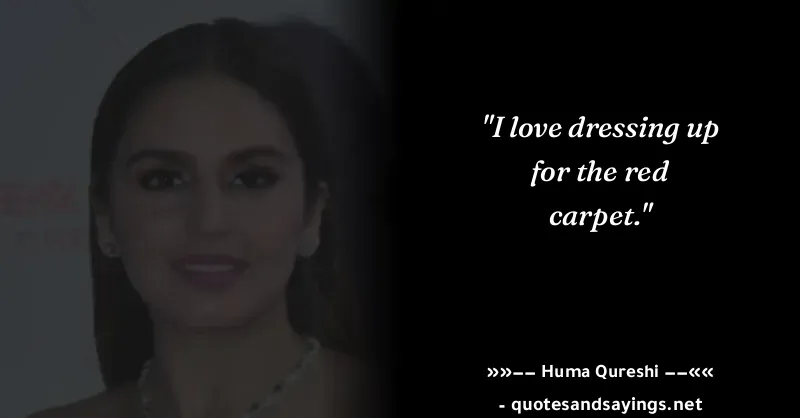 "I love dressing up
for the red
carpet."
»»−− Huma Qureshi −−««
- quotesandsayings.net